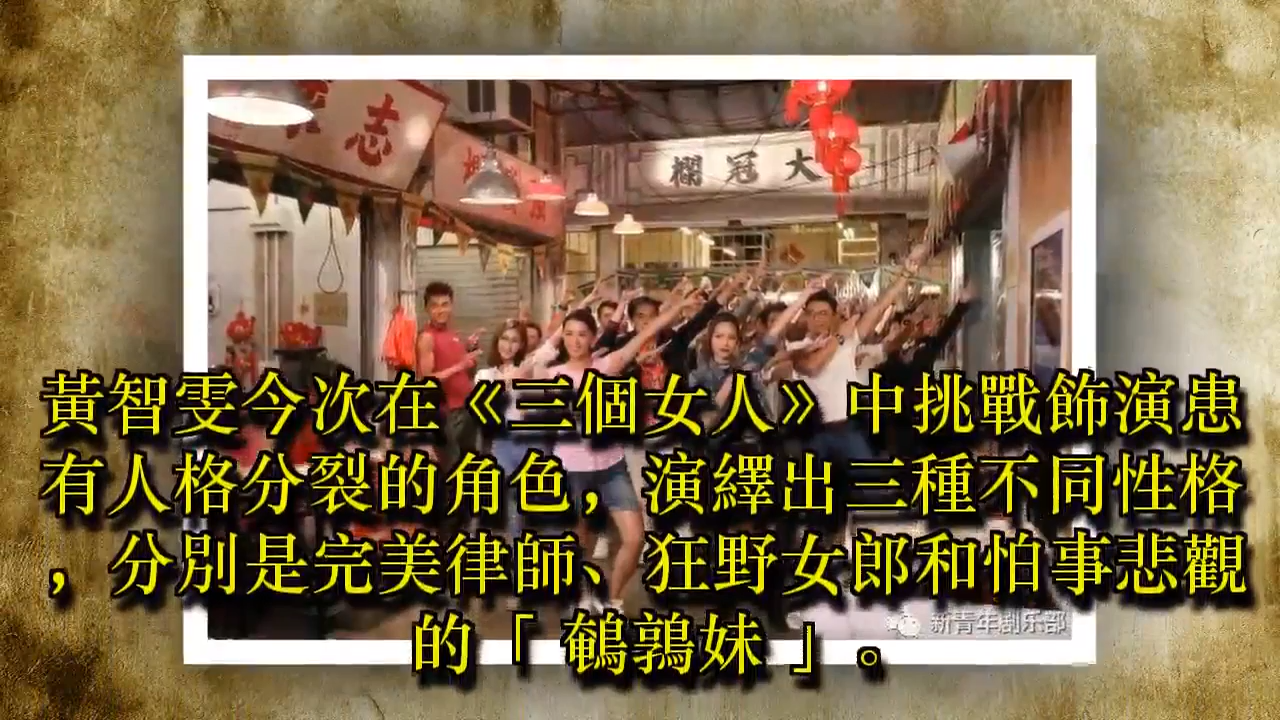 志
大冠欄
黃智雯今次在《三個女人》中挑戰飾演患
有人格分裂的角色，演繹出三種不同性格
，分別是完美律師、狂野女郎和怕事悲觀
的「鵪鶉妹」。
新青年剧乐部